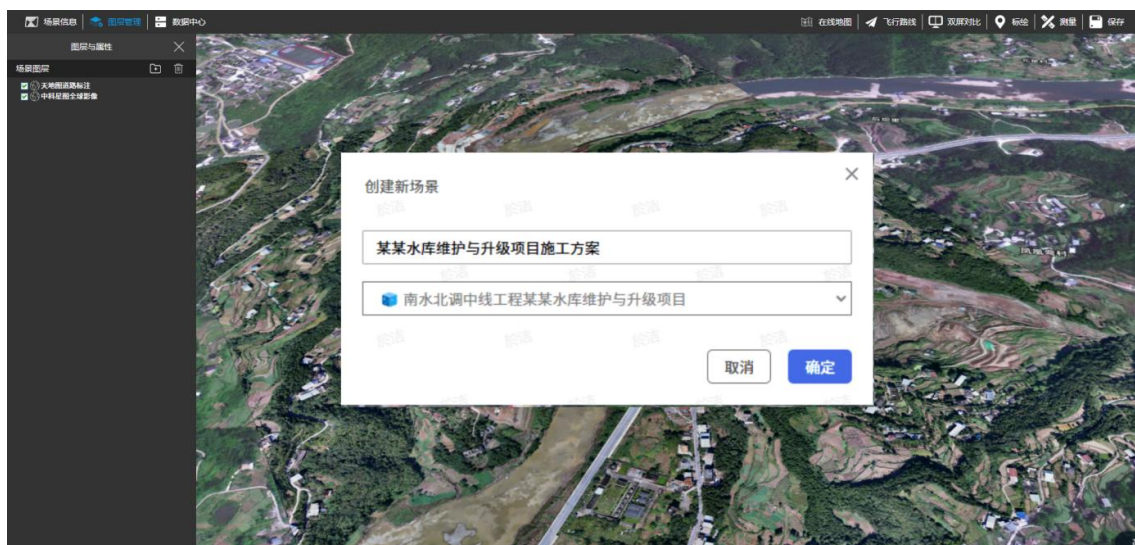 场景信息 图层管理 数据中心 在线地图 飞行路线 双屏对比 标绘 测量 保存
图层与属性
场景图层
天地图道路标注
中科星图全球影像
创建新场景
某某水库维护与升级项目施工方案
南水北调中线工程某某水库维护与升级项目
取消 确定